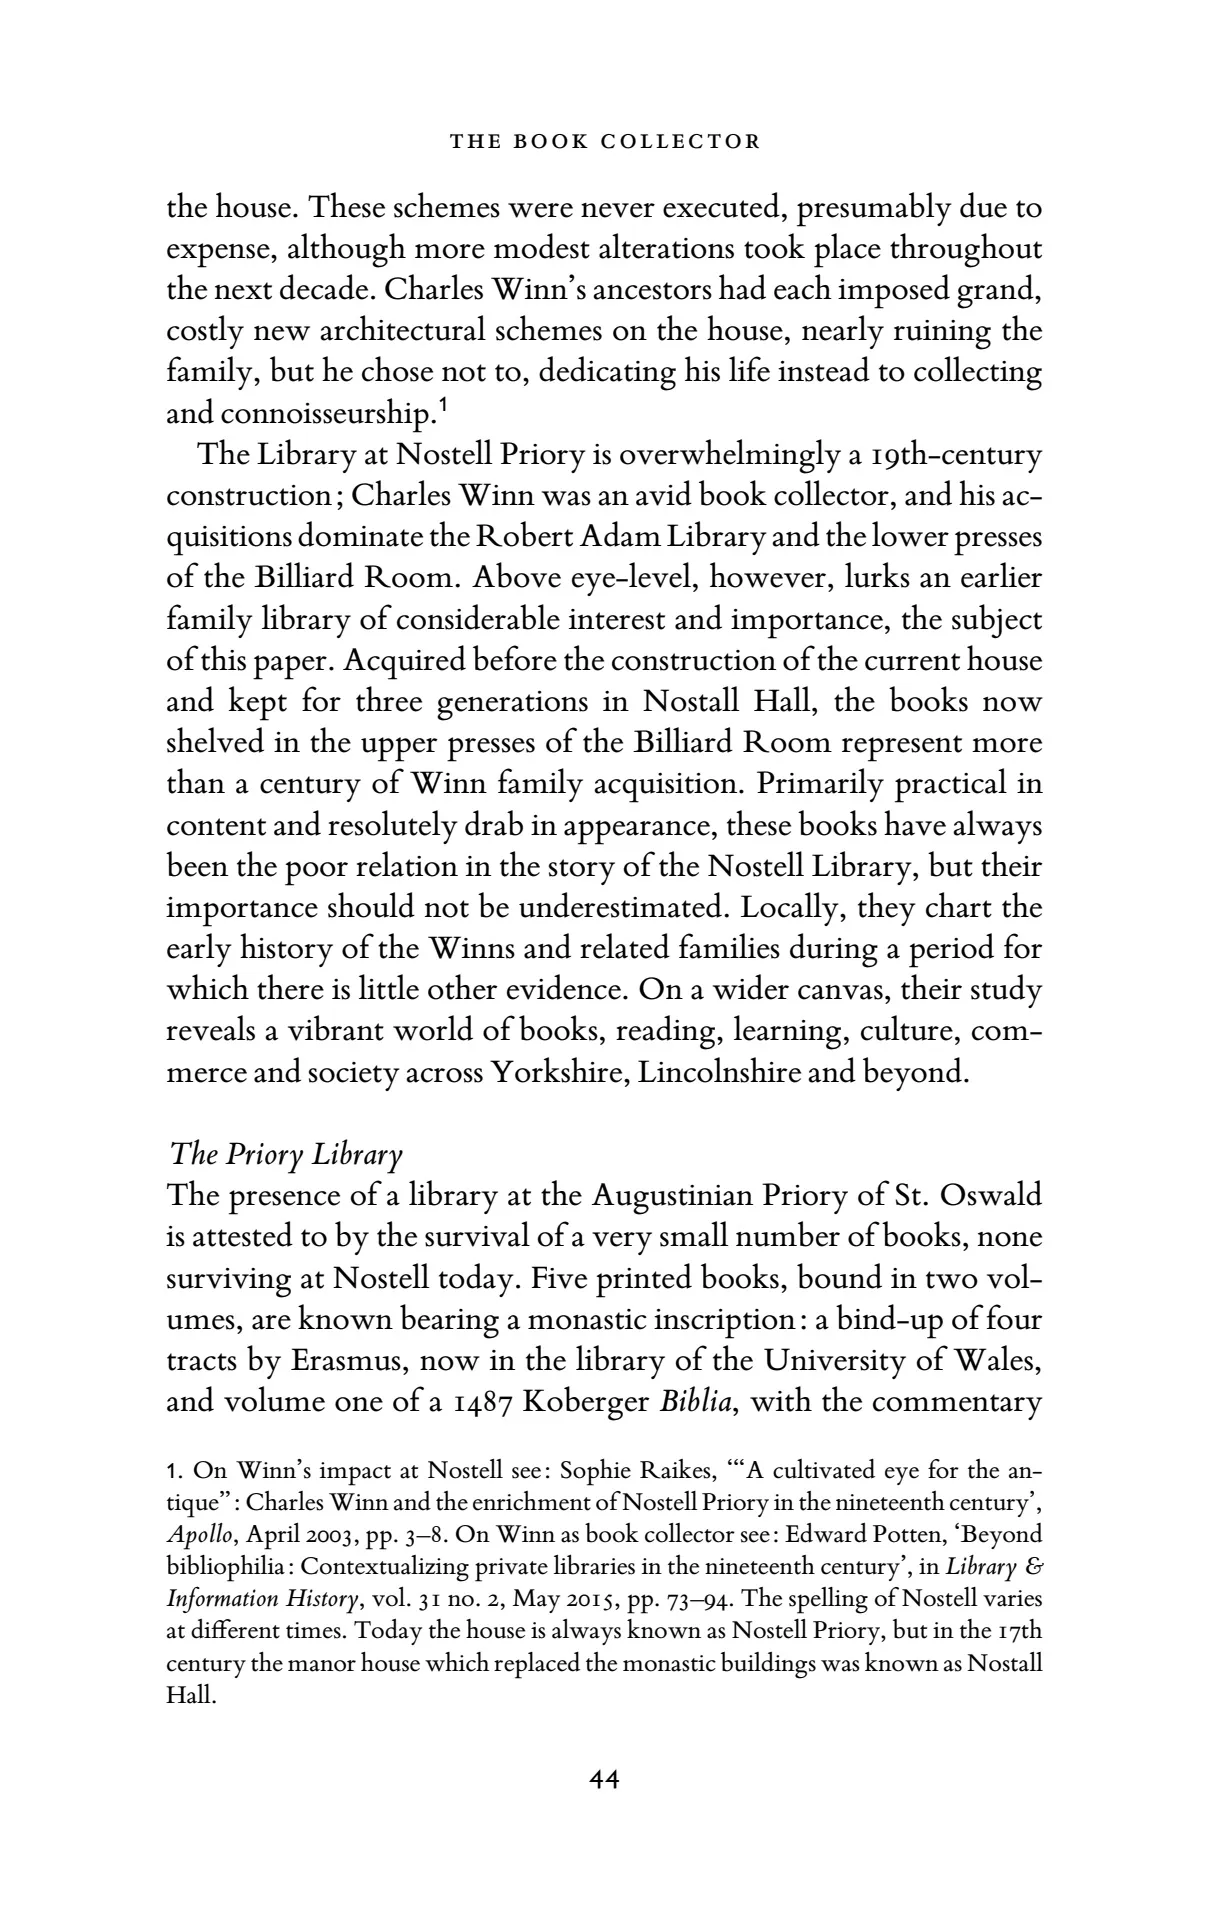 THE BOOK COLLECTOR
the house. These schemes were never executed, presumably due to
expense, although more modest alterations took place throughout
the next decade. Charles Winn’s ancestors had each imposed grand,
costly new architectural schemes on the house, nearly ruining the
family, but he chose not to, dedicating his life instead to collecting
and connoisseurship.1
The Library at Nostell Priory is overwhelmingly a 19th-century
construction; Charles Winn was an avid book collector, and his ac-
quisitions dominate the Robert Adam Library and the lower presses
of the Billiard Room. Above eye-level, however, lurks an earlier
family library of considerable interest and importance, the subject
of this paper. Acquired before the construction of the current house
and kept for three generations in Nostall Hall, the books now
shelved in the upper presses of the Billiard Room represent more
than a century of Winn family acquisition. Primarily practical in
content and resolutely drab in appearance, these books have always
been the poor relation in the story of the Nostell Library, but their
importance should not be underestimated. Locally, they chart the
early history of the Winns and related families during a period for
which there is little other evidence. On a wider canvas, their study
reveals a vibrant world of books, reading, learning, culture, com-
merce and society across Yorkshire, Lincolnshire and beyond.
The Priory Library
The presence of a library at the Augustinian Priory of St. Oswald
is attested to by the survival of a very small number of books, none
surviving at Nostell today. Five printed books, bound in two vol-
umes, are known bearing a monastic inscription: a bind-up of four
tracts by Erasmus, now in the library of the University of Wales,
and volume one of a 1487 Koberger Biblia, with the commentary
1. On Winn’s impact at Nostell see: Sophie Raikes, ‘“A cultivated eye for the an-
tique”: Charles Winn and the enrichment of Nostell Priory in the nineteenth century’,
Apollo, April 2003, pp. 3–8. On Winn as book collector see: Edward Potten, ‘Beyond
bibliophilia: Contextualizing private libraries in the nineteenth century’, in Library &
Information History, vol. 31 no. 2, May 2015, pp. 73–94. The spelling of Nostell varies
at different times. Today the house is always known as Nostell Priory, but in the 17th
century the manor house which replaced the monastic buildings was known as Nostall
Hall.
44